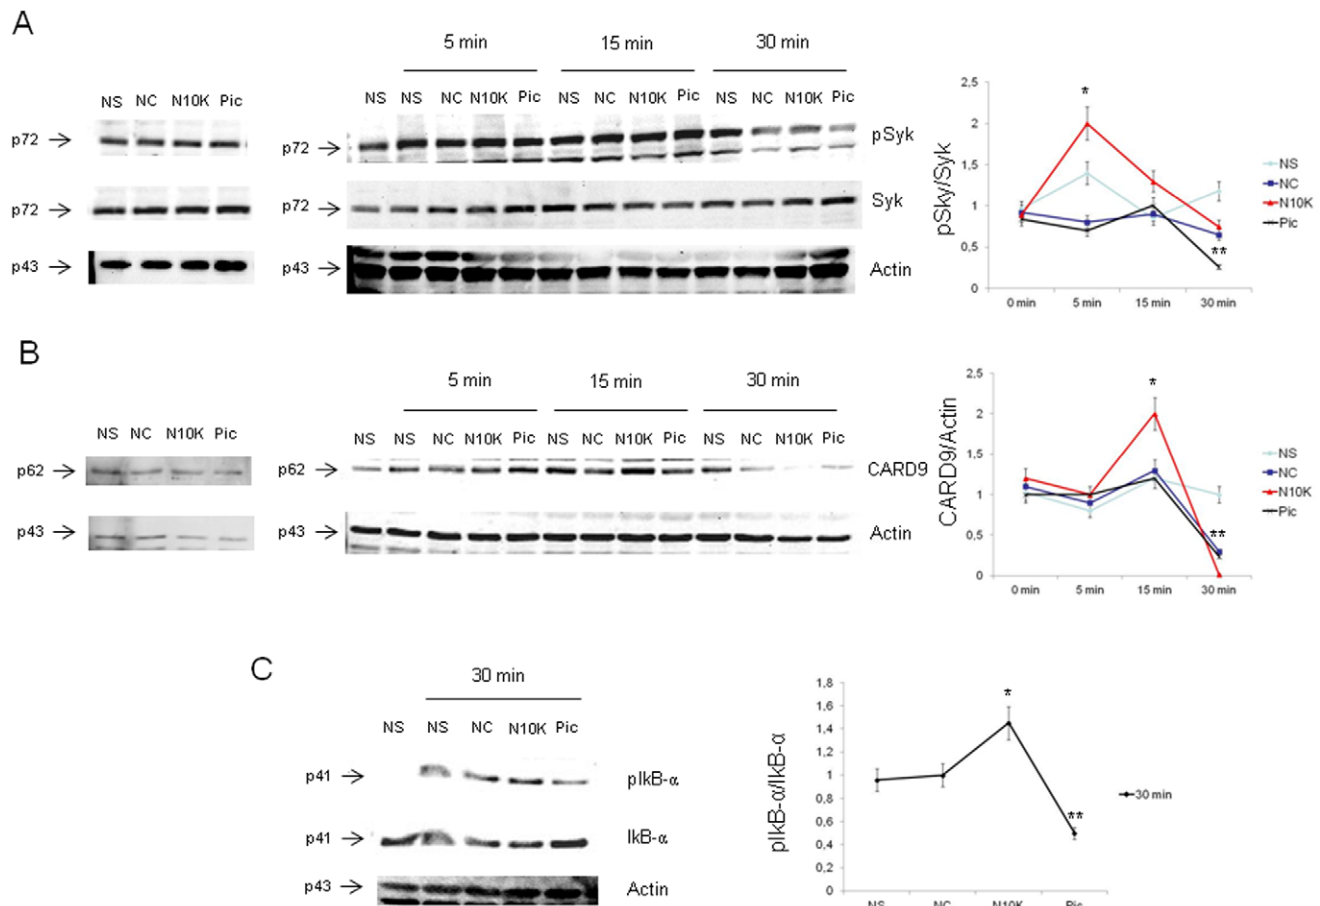 A
5 min 15 min 30 min
NS NC N10K Pic
NS NS NC N10K Pic NS NC N10K Pic NS NC N10K Pic
p72 p72 pSyk
p72 p72 Syk
p43 p43 Actin
pSky/Syk
2,5
2
1,5
1
0,5
0
0 min 5 min 15 min 30 min
*
**
NS
NC
N10K
Pic
B
5 min 15 min 30 min
NS NC N10K Pic
NS NS NC N10K Pic NS NC N10K Pic NS NC N10K Pic
p62 p62 CARD9
p43 p43 Actin
CARD9/Actin
2,5
2
1,5
1
0,5
0
0 min 5 min 15 min 30 min
*
**
NS
NC
N10K
Pic
C
30 min
NS NS NC N10K Pic
p41 pIkB-α
p41 IkB-α
p43 Actin
pIkB-α/IkB-α
1,8
1,6
1,4
1,2
1
0,8
0,6
0,4
0,2
0
*
**
30 min
NS NC N10K Pic